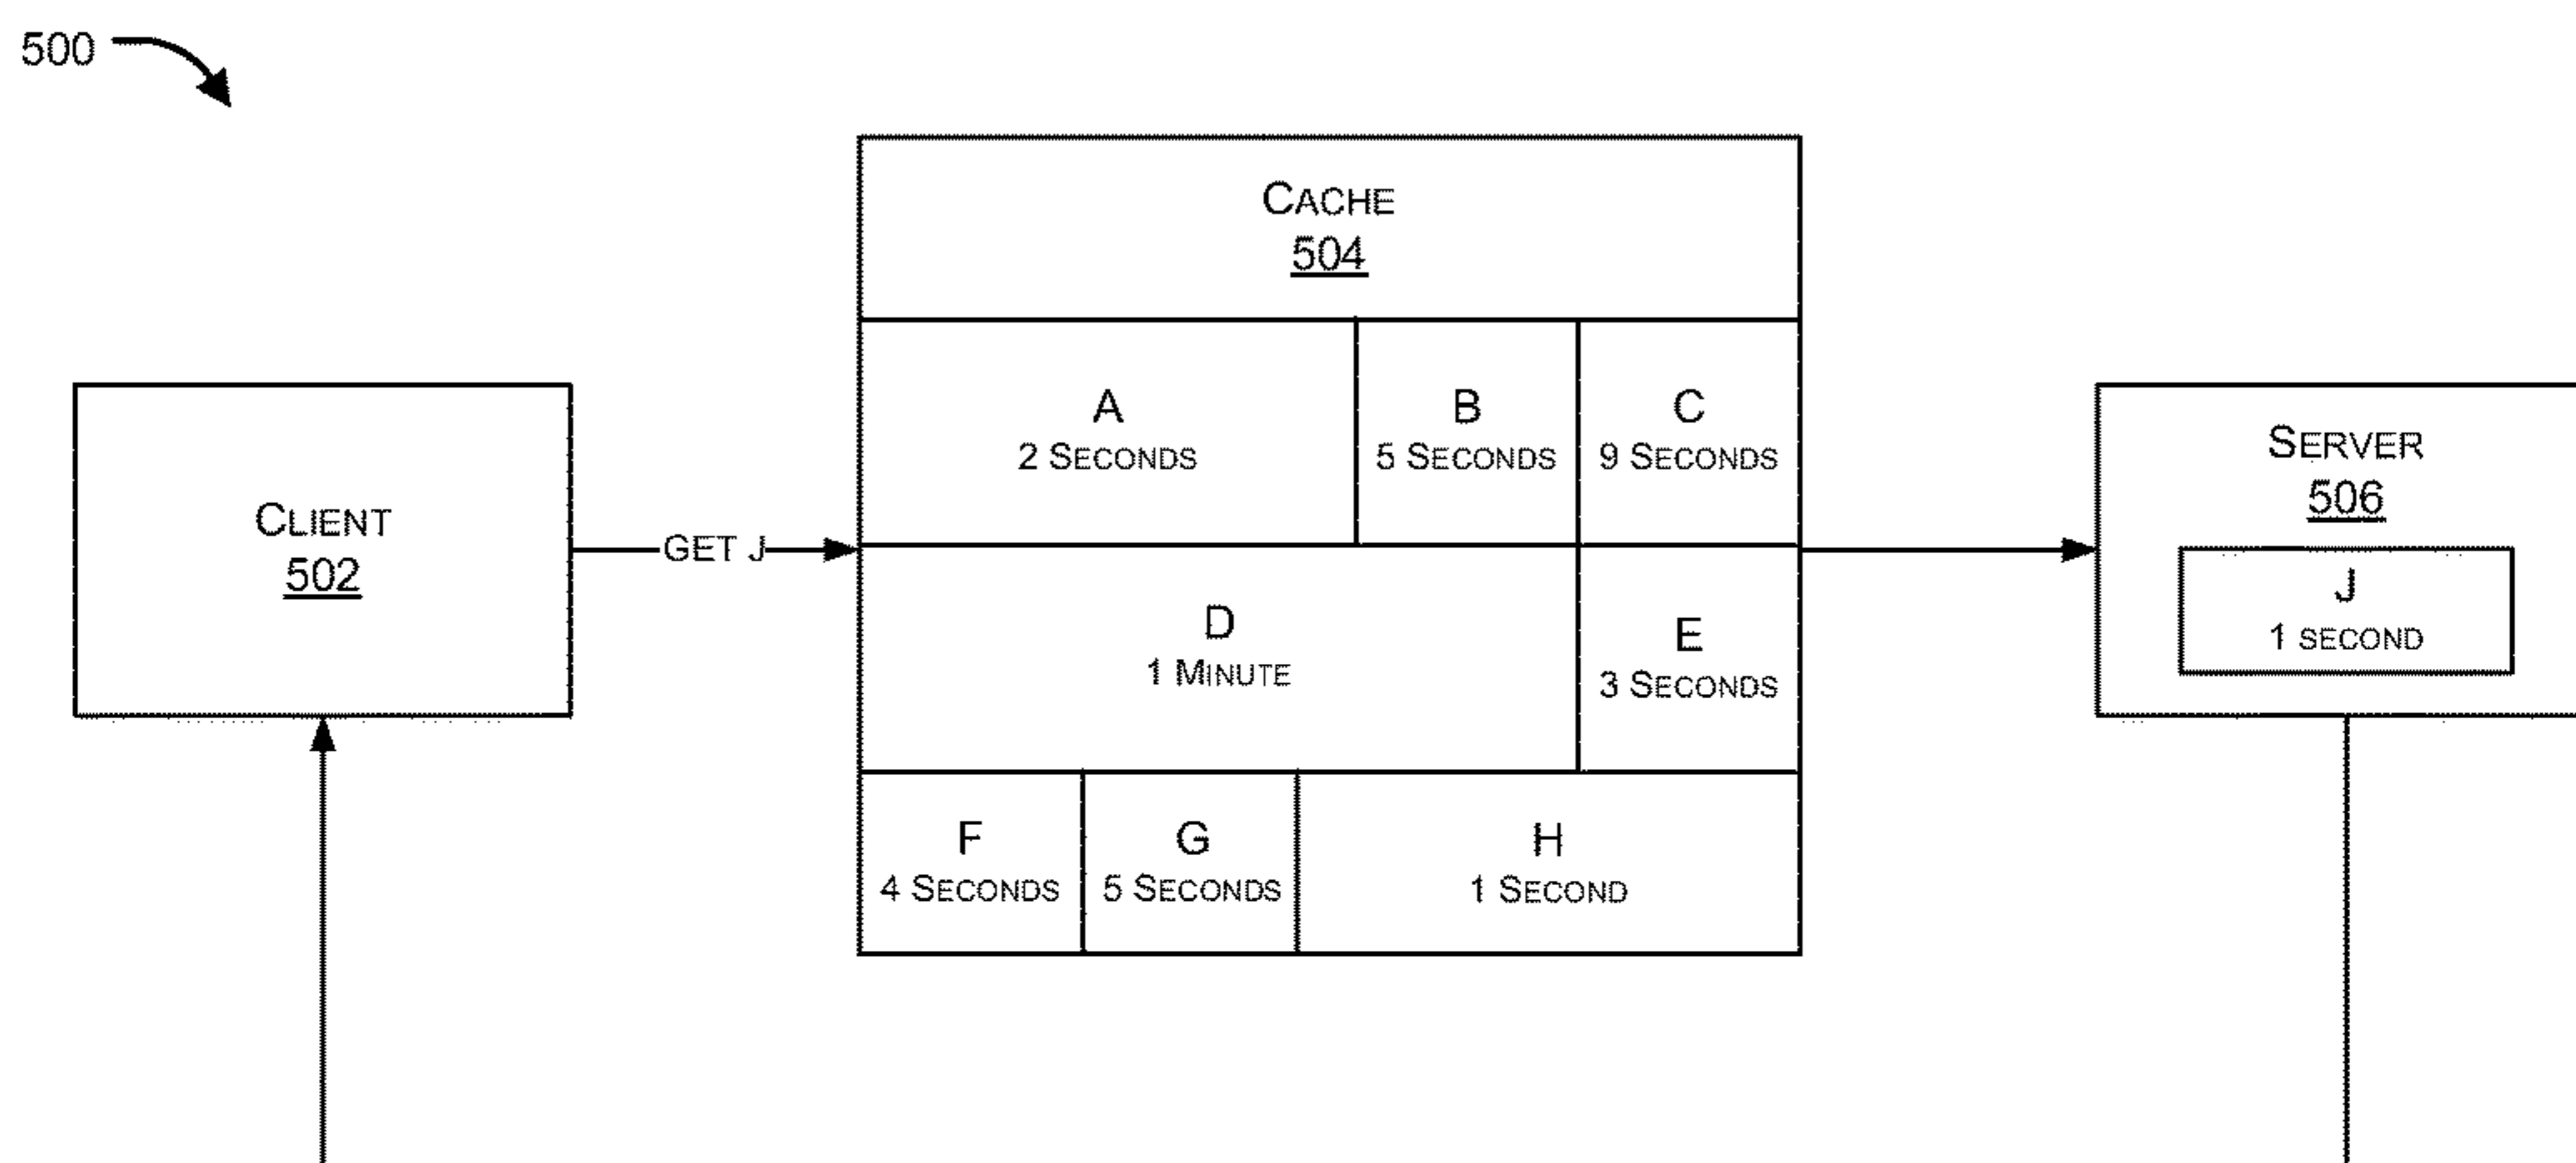 500
CACHE
504
A
2 SECONDS
B
5 SECONDS
C
9 SECONDS
CLIENT
502
GET J
SERVER
506
J
1 SECOND
D
1 MINUTE
E
3 SECONDS
F
4 SECONDS
G
5 SECONDS
H
1 SECOND